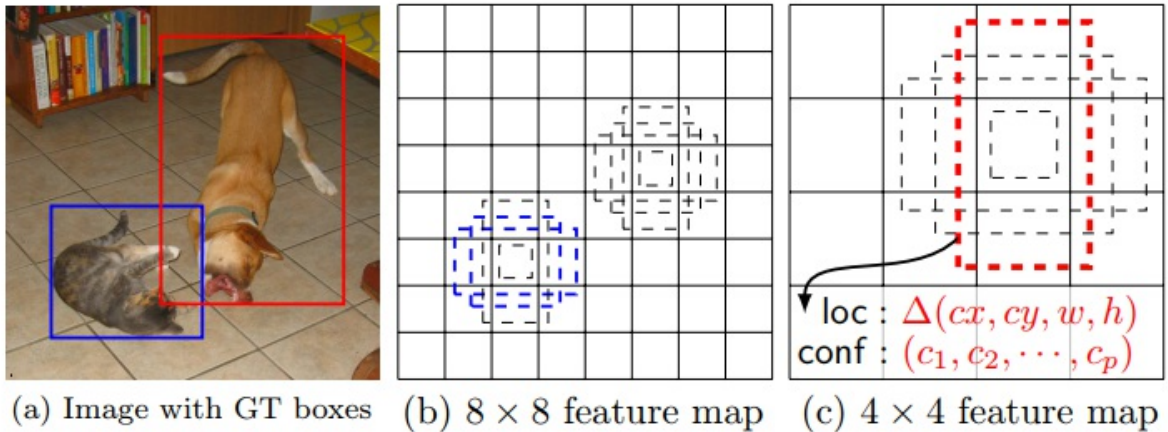 loc : Δ(cx, cy, w, h)
conf : (c₁, c₂, ⋯, cₚ)
(a) Image with GT boxes
(b) 8 × 8 feature map
(c) 4 × 4 feature map